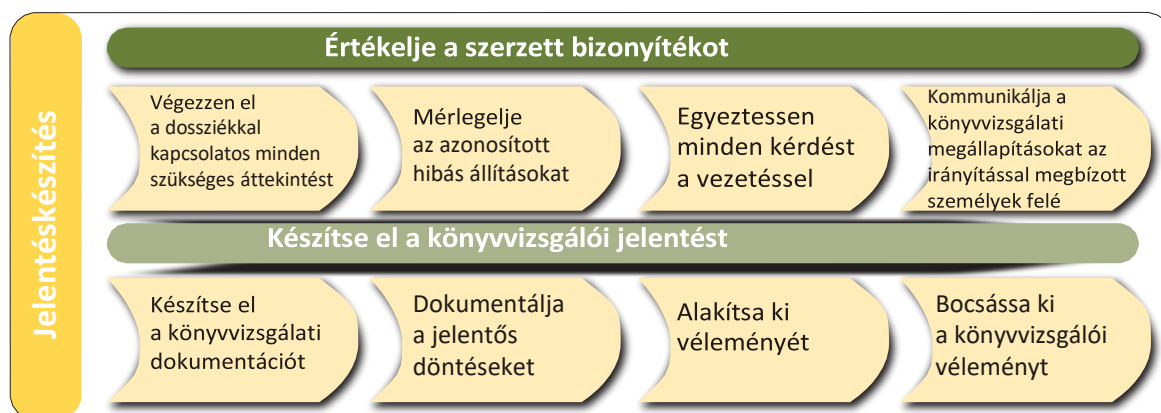 Jelentéskészítés
Értékelje a szerzett bizonyítékot
Végezzen el
a dossziékkal
kapcsolatos minden
szükséges áttekintést
Mérlegelje
az azonosított
hibás állításokat
Egyeztessen
minden kérdést
a vezetéssel
Kommunikálja a
könyvvizsgálati
megállapításokat az
irányítással megbízott
személyek felé
Készítse el a könyvvizsgálói jelentést
Készítse el
a könyvvizsgálati
dokumentációt
Dokumentálja
a jelentős
döntéseket
Alakítsa ki
véleményét
Bocsássa ki
a könyvvizsgálói
véleményt